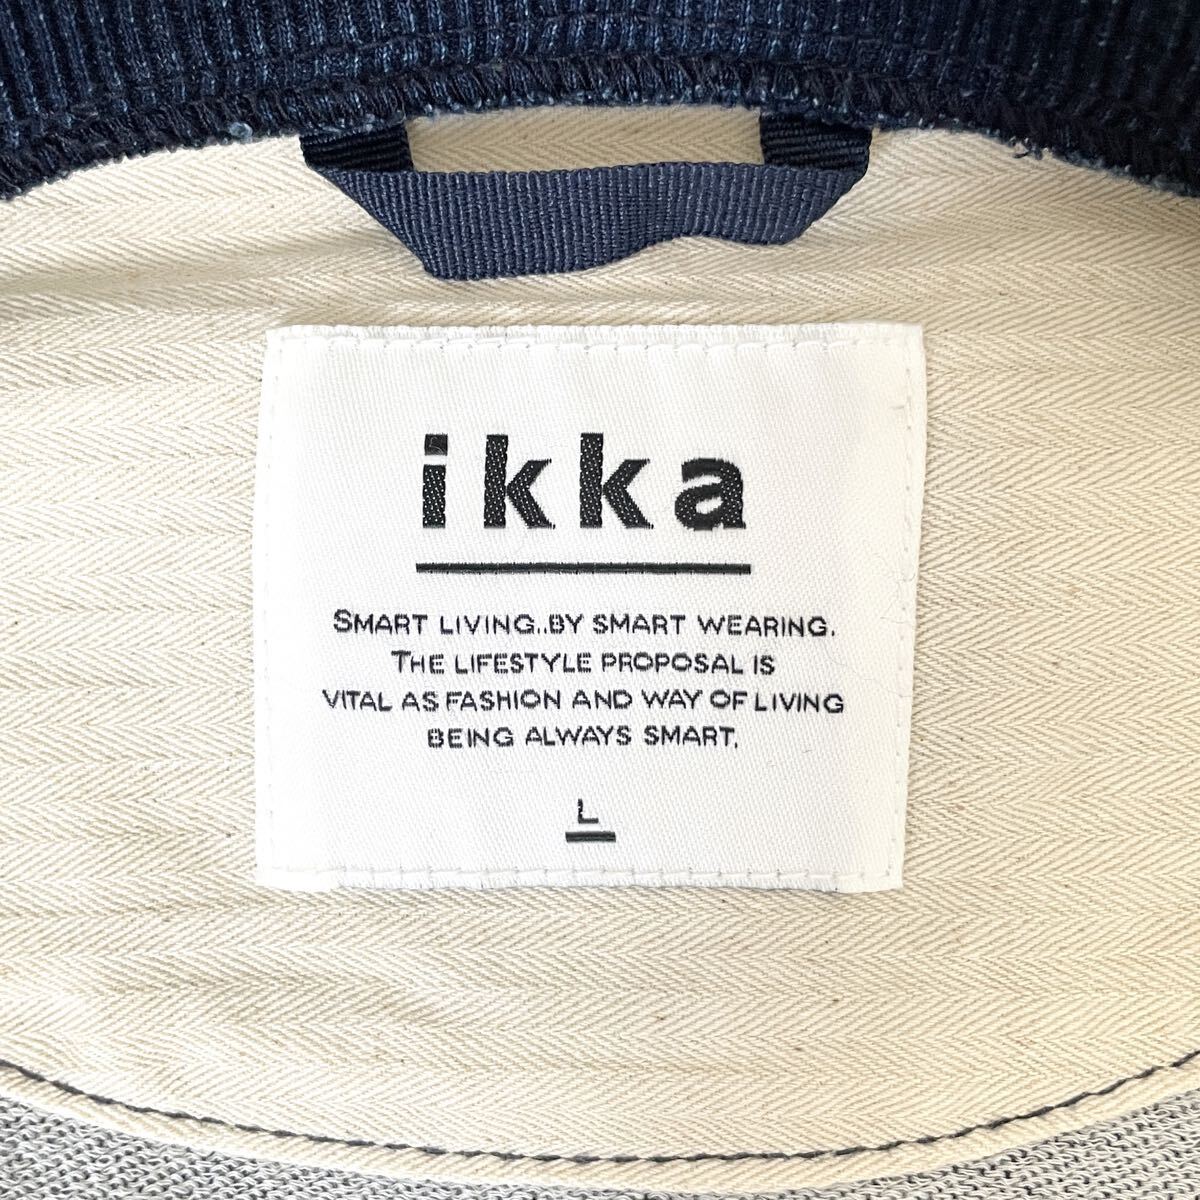 ikka
SMART LIVING..BY SMART WEARING.
THE LIFESTYLE PROPOSAL IS
VITAL AS FASHION AND WAY OF LIVING
BEING ALWAYS SMART.
L